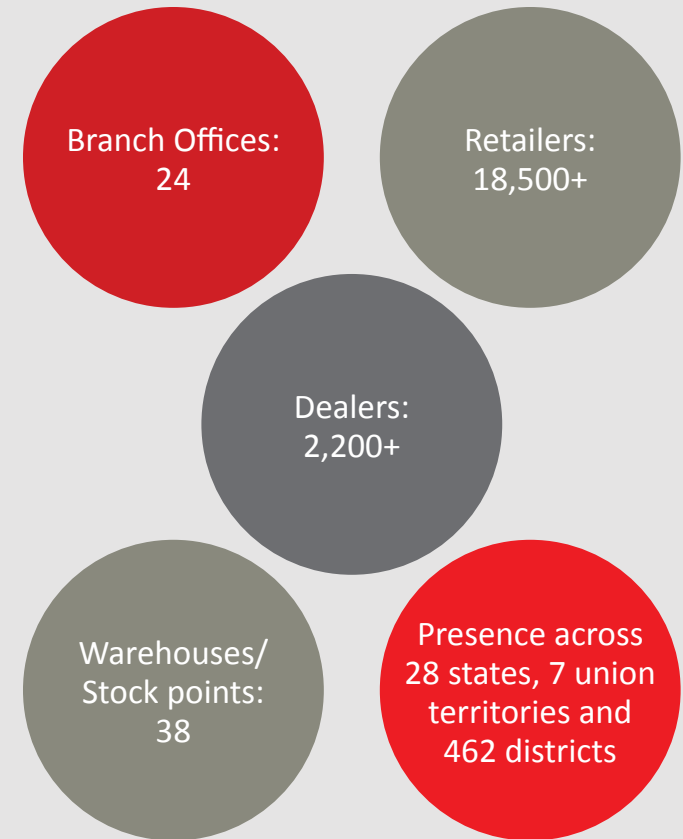 Branch Offices:
24
Retailers:
18,500+
Dealers:
2,200+
Warehouses/
Stock points:
38
Presence across
28 states, 7 union
territories and
462 districts